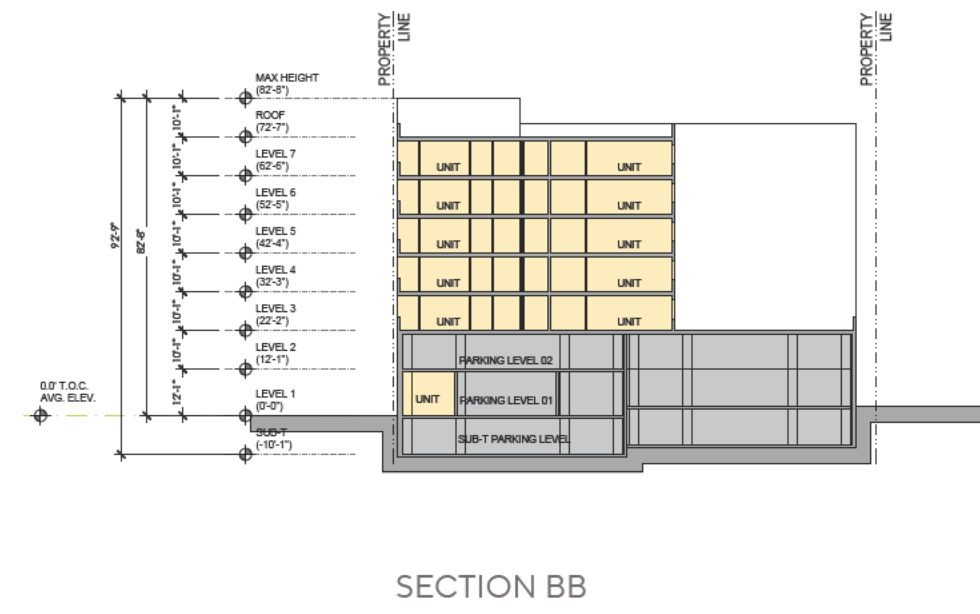 PROPERTY
LINE
PROPERTY
LINE
MAX HEIGHT
(82'-8")
ROOF
(72'-7")
LEVEL 7
(62'-6")
LEVEL 6
(52'-5")
LEVEL 5
(42'-4")
LEVEL 4
(32'-3")
LEVEL 3
(22'-2")
LEVEL 2
(12'-1")
LEVEL 1
(0'-0")
SUB-T
(-10'-1")
10'-1"
10'-1"
10'-1"
10'-1"
10'-1"
10'-1"
10'-1"
12'-1"
82'-8"
92'-9"
0.0' T.O.C.
AVG. ELEV.
UNIT UNIT
UNIT UNIT
UNIT UNIT
UNIT UNIT
UNIT UNIT
PARKING LEVEL 02
UNIT PARKING LEVEL 01
SUB-T PARKING LEVEL
SECTION BB